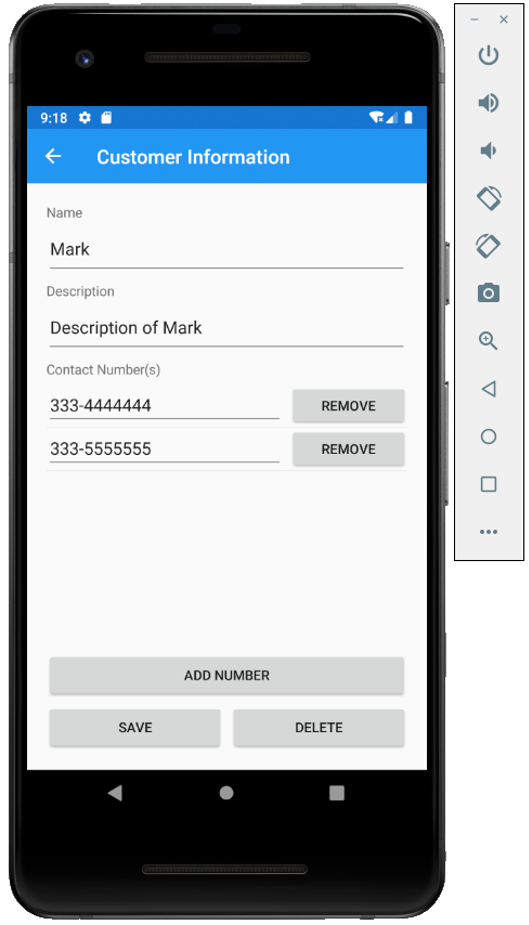 9:18
Customer Information
Name
Mark
Description
Description of Mark
Contact Number(s)
333-4444444 REMOVE
333-5555555 REMOVE
ADD NUMBER
SAVE DELETE